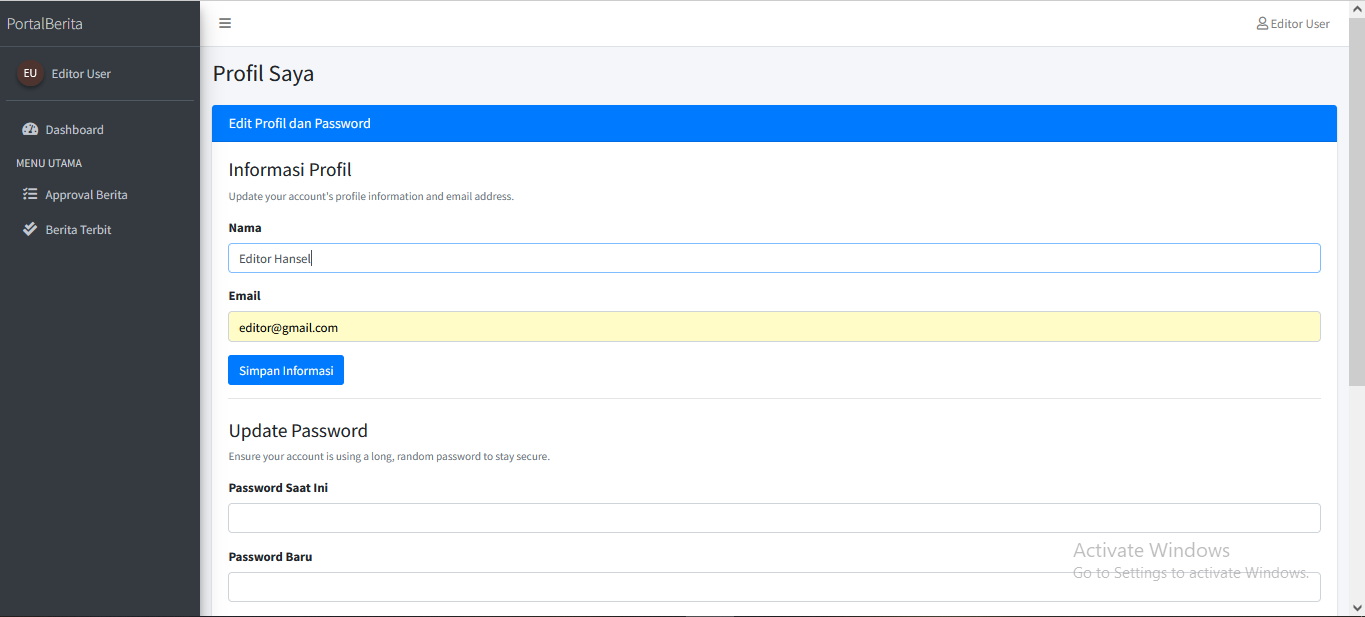 PortalBerita
Editor User
EU Editor User
Profil Saya
Dashboard
MENU UTAMA
Approval Berita
Berita Terbit
Edit Profil dan Password
Informasi Profil
Update your account's profile information and email address.
Nama
Editor Hansel
Email
editor@gmail.com
Simpan Informasi
Update Password
Ensure your account is using a long, random password to stay secure.
Password Saat Ini
Password Baru
Activate Windows
Go to Settings to activate Windows.